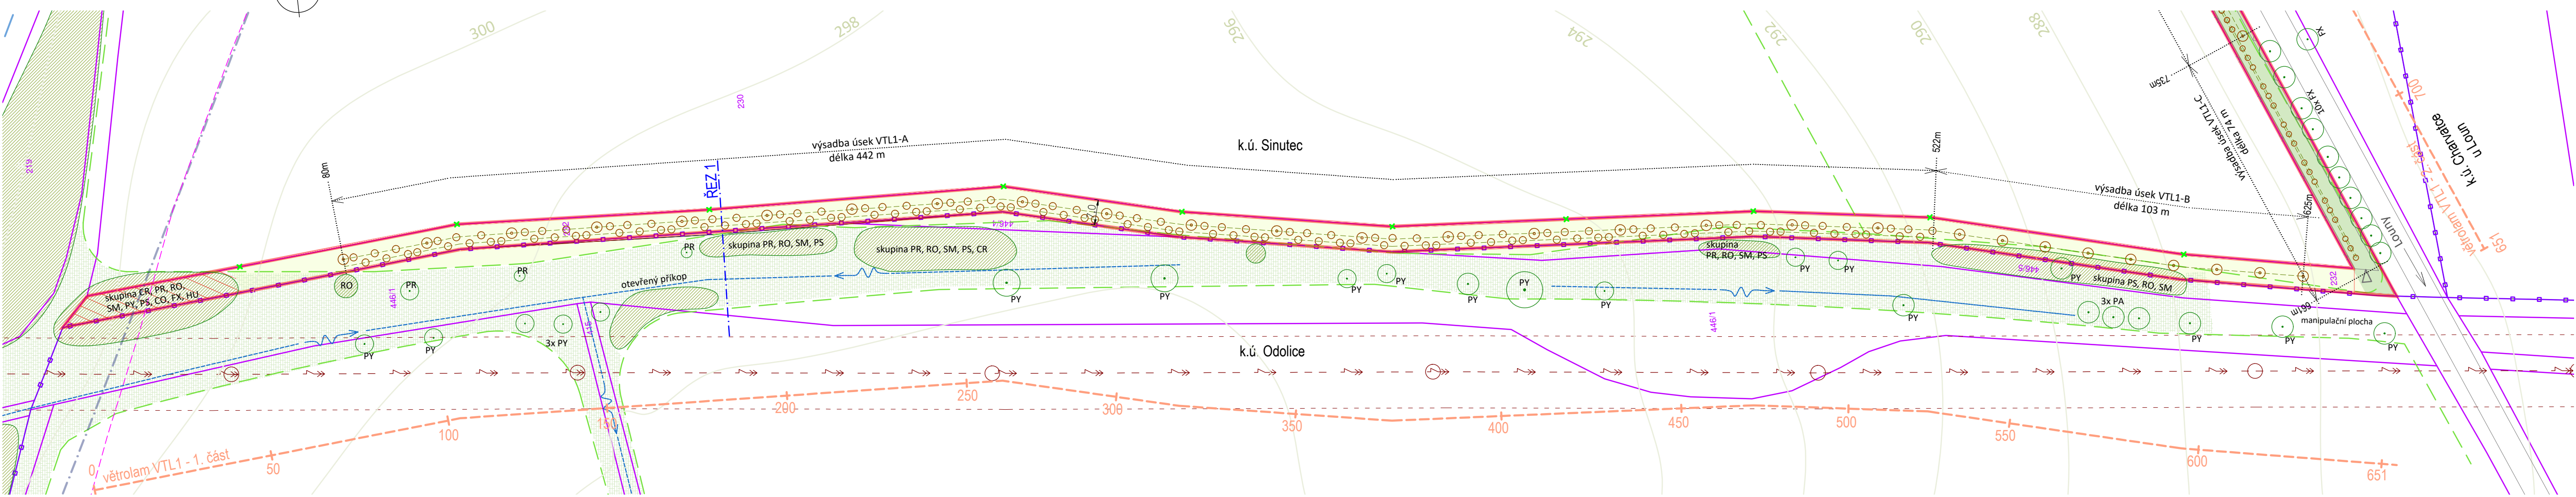 300
298
296
294
292
290
288
FX
735m
700
10x FX
výsadba úsek VTL1-C
délka 74 m
k.ú. Charvatce
u Loun
větrolam VTL1 - 2. část
651
Louny
219
230
80m
výsadba úsek VTL1-A
délka 442 m
ŘEZ 1
k.ú. Sinutec
522m
výsadba úsek VTL1-B
délka 103 m
625m
661m
232
232
446/4
446/5
446/1
446/1
skupina CR, PR, RO,
SM, PY, PS, CO, FX, HU
RO
PR
PR
PR
skupina PR, RO, SM, PS
skupina PR, RO, SM, PS, CR
skupina
PR, RO, SM, PS
skupina PS, RO, SM
otevřený příkop
PY
PY
3x PY
PY
PY
PY
PY
PY
PY
PY
PY
PY
PY
PY
3x PA
PY
PY
PY
manipulační plocha
k.ú. Odolice
0
větrolam VTL1 - 1. část
50
100
150
200
250
300
350
400
450
500
550
600
651